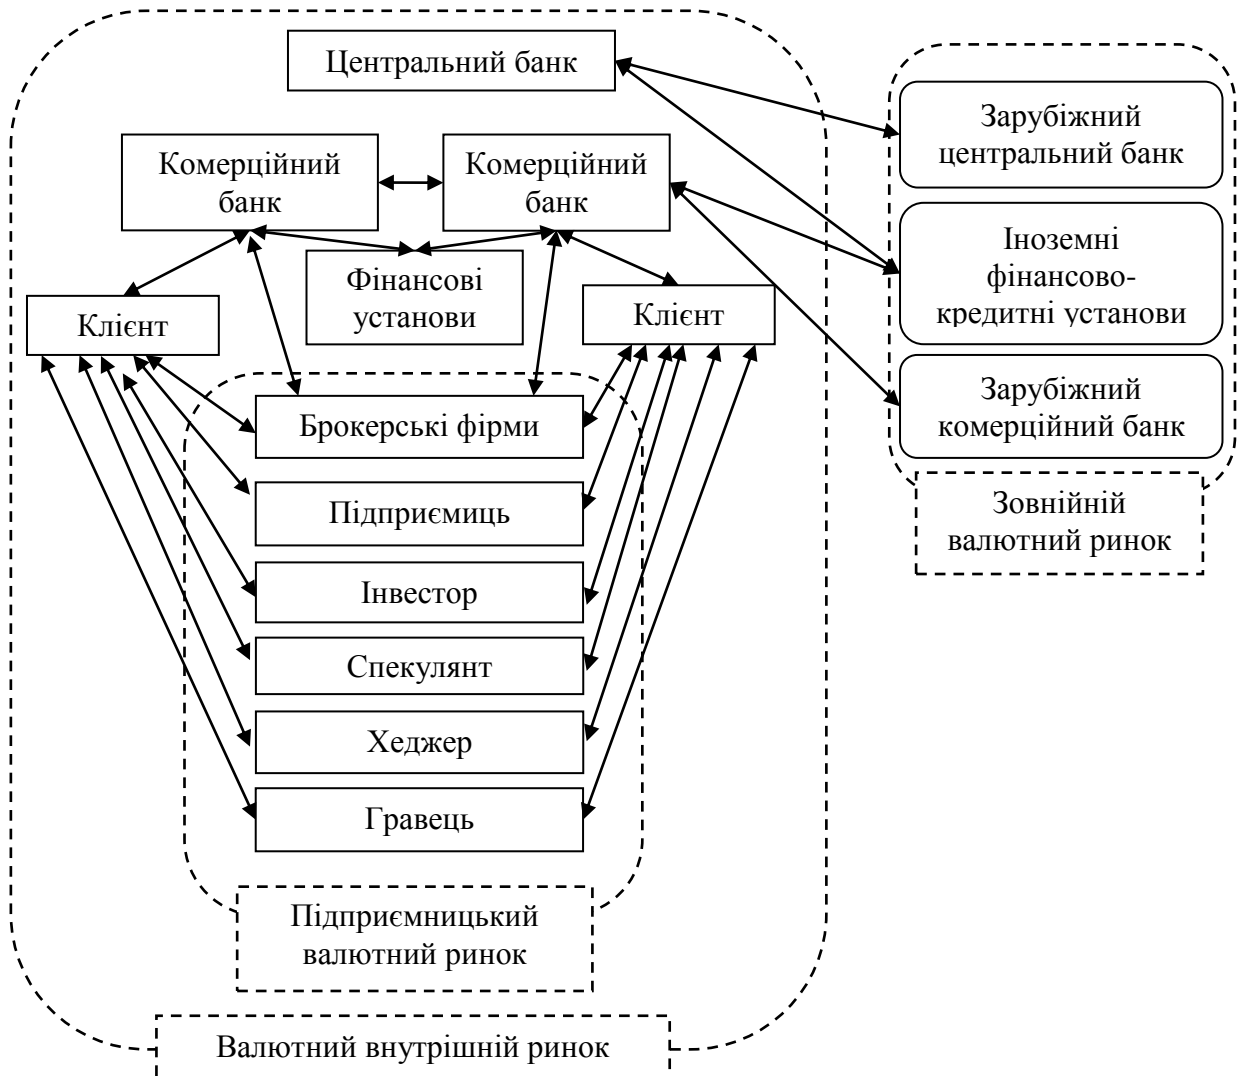 Центральний банк
Комерційний
банк
Комерційний
банк
Фінансові
установи
Клієнт
Клієнт
Брокерські фірми
Підприємиць
Інвестор
Спекулянт
Хеджер
Гравець
Підприємницький
валютний ринок
Валютний внутрішній ринок
Зарубіжний
центральний банк
Іноземні
фінансово-
кредитні установи
Зарубіжний
комерційний банк
Зовнійній
валютний ринок